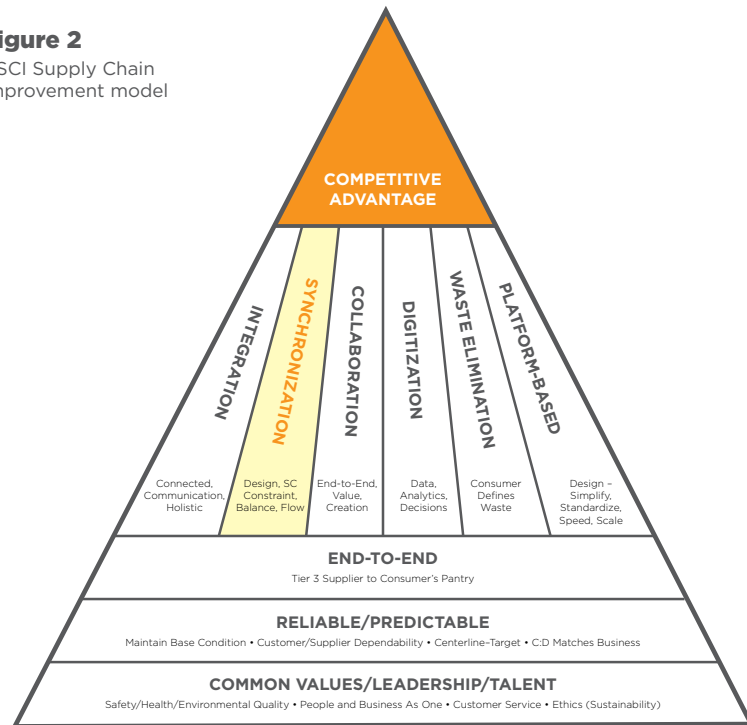 igure 2
SCI Supply Chain
mprovement model
COMPETITIVE
ADVANTAGE
INTEGRATION
SYNCHRONIZATION
COLLABORATION
DIGITIZATION
WASTE ELIMINATION
PLATFORM-BASED
Connected,
Communication,
Holistic
Design, SC
Constraint,
Balance, Flow
End-to-End,
Value,
Creation
Data,
Analytics,
Decisions
Consumer
Defines
Waste
Design –
Simplify,
Standardize,
Speed, Scale
END-TO-END
Tier 3 Supplier to Consumer's Pantry
RELIABLE/PREDICTABLE
Maintain Base Condition • Customer/Supplier Dependability • Centerline–Target • C:D Matches Business
COMMON VALUES/LEADERSHIP/TALENT
Safety/Health/Environmental Quality • People and Business As One • Customer Service • Ethics (Sustainability)